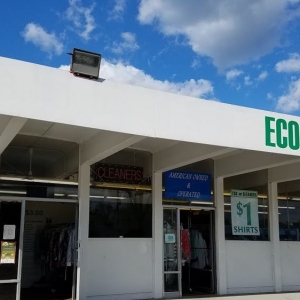 ECO
CLEANERS
AMERICAN OWNED
&
OPERATED
$1
SHIRTS